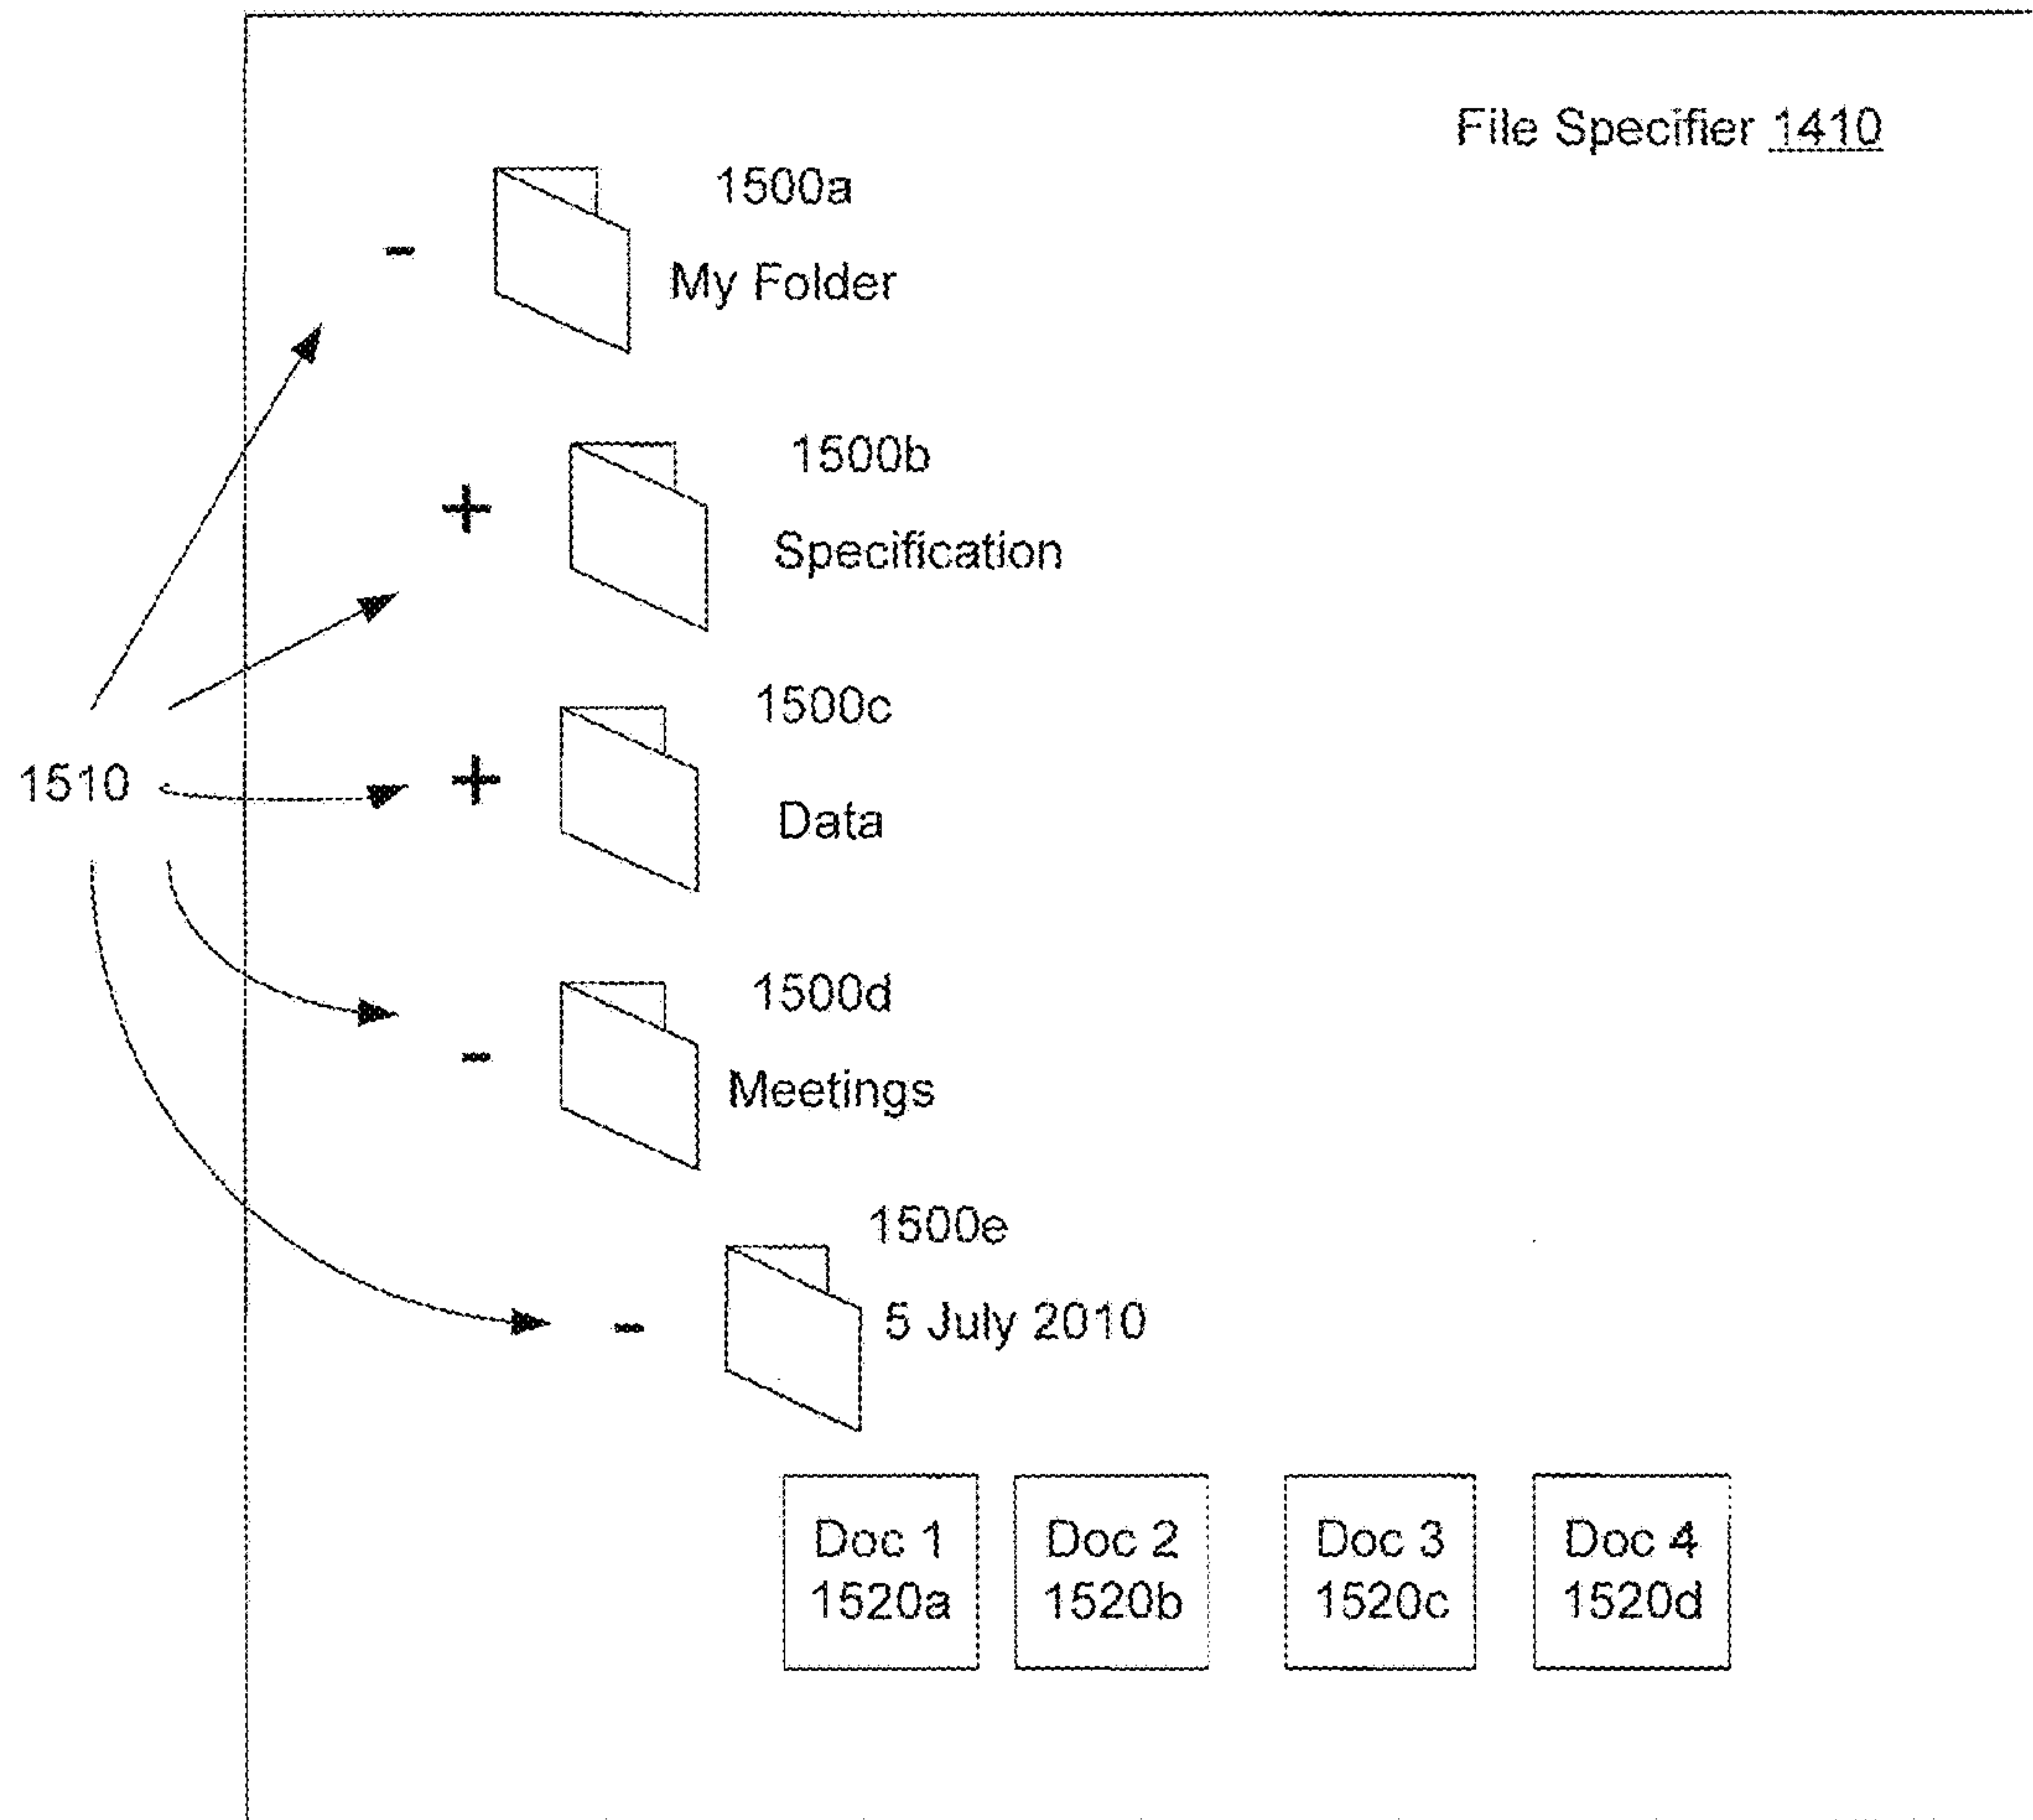 File Specifier 1410
1500a
- My Folder
1500b
+ Specification
1500c
1510
+ Data
1500d
- Meetings
1500e
- 5 July 2010
Doc 1 Doc 2 Doc 3 Doc 4
1520a 1520b 1520c 1520d